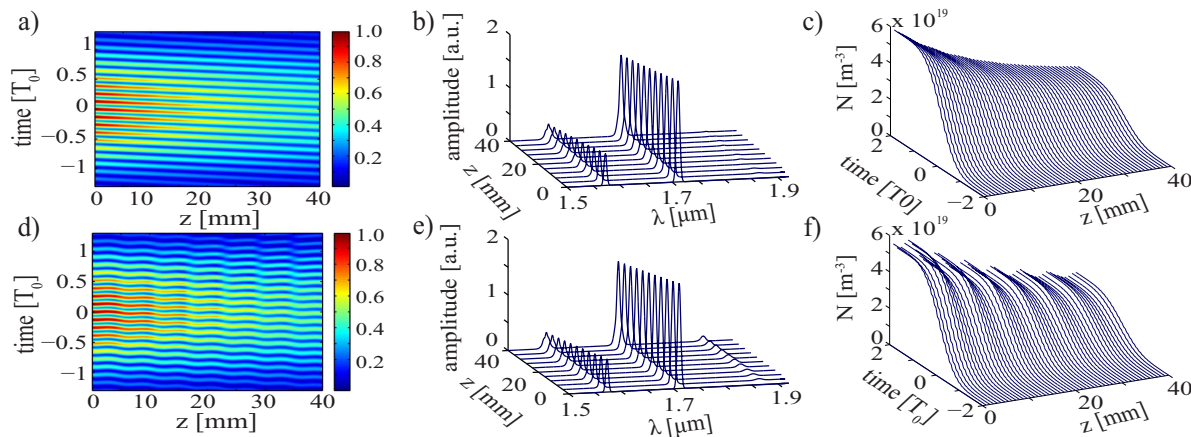 a)
1
0.5
0
−0.5
−1
time [T0]
0 10 20 30 40
z [mm]
1.0
0.8
0.6
0.4
0.2
b)
2
1
0
amplitude [a.u.]
40
20
0
z [mm]
1.5 1.7 1.9
λ [μm]
c)
6 x 10^19
4
2
0
N [m^-3]
2
0
−2
time [T0]
0 20 40
z [mm]
d)
1
0.5
0
−0.5
−1
time [T0]
0 10 20 30 40
z [mm]
1.0
0.8
0.6
0.4
0.2
e)
2
1
0
amplitude [a.u.]
40
20
0
z [mm]
1.5 1.7 1.9
λ [μm]
f)
6 x 10^19
4
2
0
N [m^-3]
2
0
−2
time [T0]
0 20 40
z [mm]